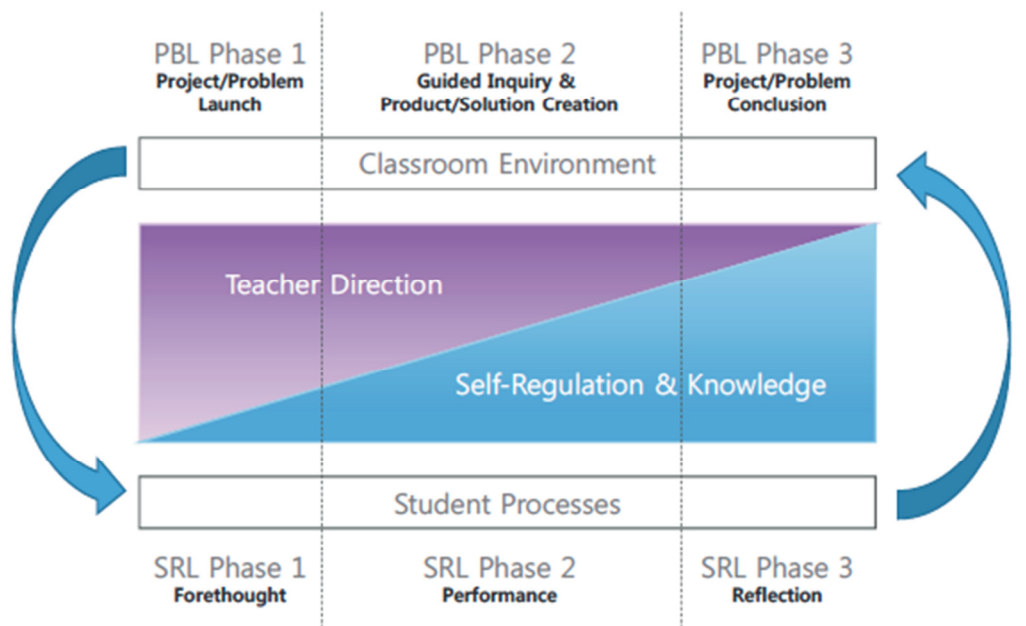 PBL Phase 1
Project/Problem
Launch
PBL Phase 2
Guided Inquiry &
Product/Solution Creation
PBL Phase 3
Project/Problem
Conclusion
Classroom Environment
Teacher Direction
Self-Regulation & Knowledge
Student Processes
SRL Phase 1
Forethought
SRL Phase 2
Performance
SRL Phase 3
Reflection